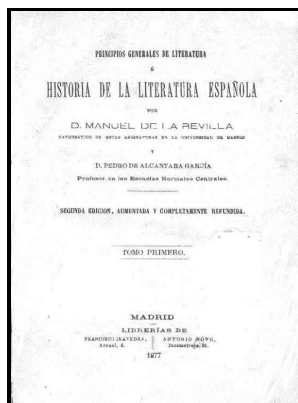 PRINCIPIOS GENERALES DE LITERATURA
É
HISTORIA DE LA LITERATURA ESPAÑOLA
POR
D. MANUEL DE LA REVILLA
CATEDRÁTICO DE ESTAS ASIGNATURAS EN LA UNIVERSIDAD DE MADRID
Y
D. PEDRO DE ALCANTARA GARCÍA
Profesor en las Escuelas Normales Centrales.
SEGUNDA EDICION, AUMENTADA Y COMPLETAMENTE REFUNDIDA.
TOMO PRIMERO.
MADRID
LIBRERÍAS DE
FRANCISCO IRAVEDRA,
Arenal, 6.
ANTONIO NOVO,
Jacometrezo, 51.
1877